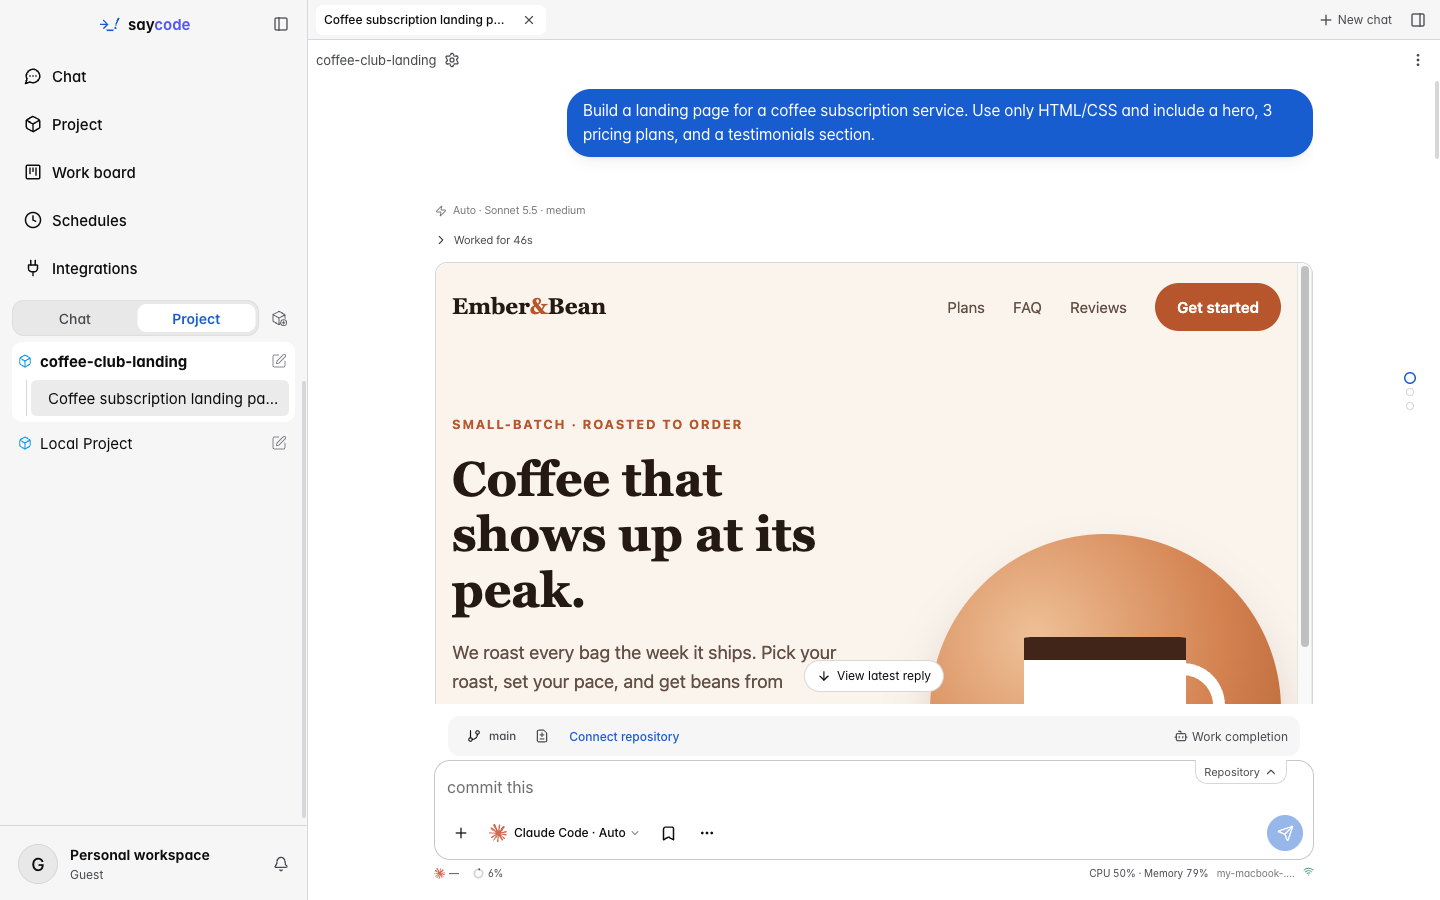 saycode
Chat
Project
Work board
Schedules
Integrations
Chat
Project
coffee-club-landing
Coffee subscription landing pa...
Local Project
G
Personal workspace
Guest
Coffee subscription landing p...
New chat
coffee-club-landing
Build a landing page for a coffee subscription service. Use only HTML/CSS and include a hero, 3
pricing plans, and a testimonials section.
Auto · Sonnet 5.5 · medium
Worked for 46s
Ember&Bean
Plans
FAQ
Reviews
Get started
SMALL-BATCH · ROASTED TO ORDER
Coffee that
shows up at its
peak.
We roast every bag the week it ships. Pick your
roast, set your pace, and get beans from
View latest reply
main
Connect repository
Work completion
Repository
commit this
Claude Code · Auto
—
6%
CPU 50% · Memory 79%
my-macbook-....